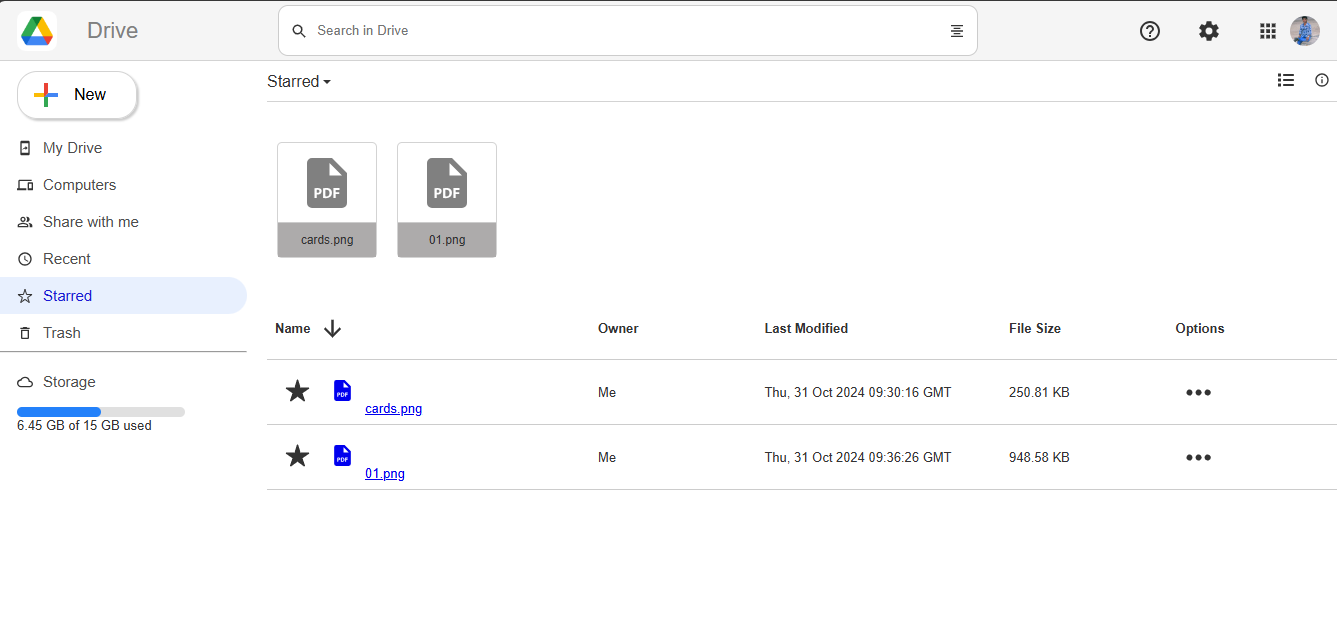 Drive
Search in Drive
New
My Drive
Computers
Share with me
Recent
Starred
Trash
Storage
6.45 GB of 15 GB used
Starred
PDF
cards.png
PDF
01.png
Name Owner Last Modified File Size Options
PDF cards.png Me Thu, 31 Oct 2024 09:30:16 GMT 250.81 KB
PDF 01.png Me Thu, 31 Oct 2024 09:36:26 GMT 948.58 KB